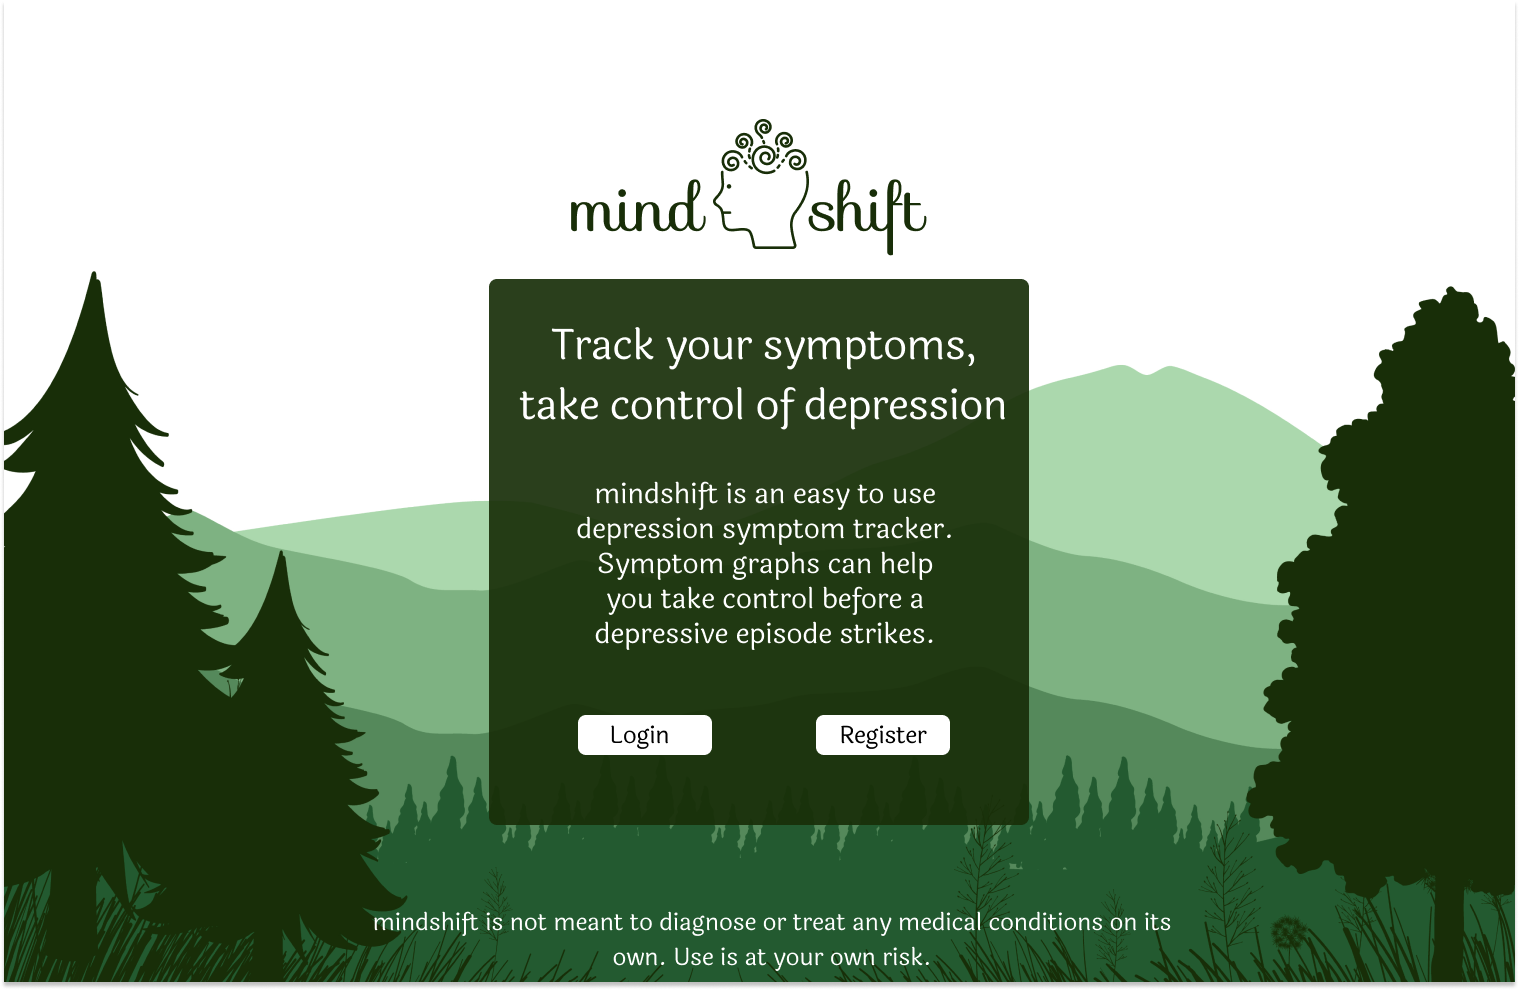 mind shift
Track your symptoms,
take control of depression
mindshift is an easy to use
depression symptom tracker.
Symptom graphs can help
you take control before a
depressive episode strikes.
Login Register
mindshift is not meant to diagnose or treat any medical conditions on its
own. Use is at your own risk.